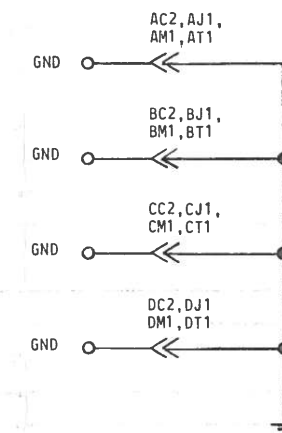 AC2,AJ1,
AM1,AT1
GND
BC2,BJ1,
BM1,BT1
GND
CC2,CJ1,
CM1,CT1
GND
DC2,DJ1
DM1,DT1
GND